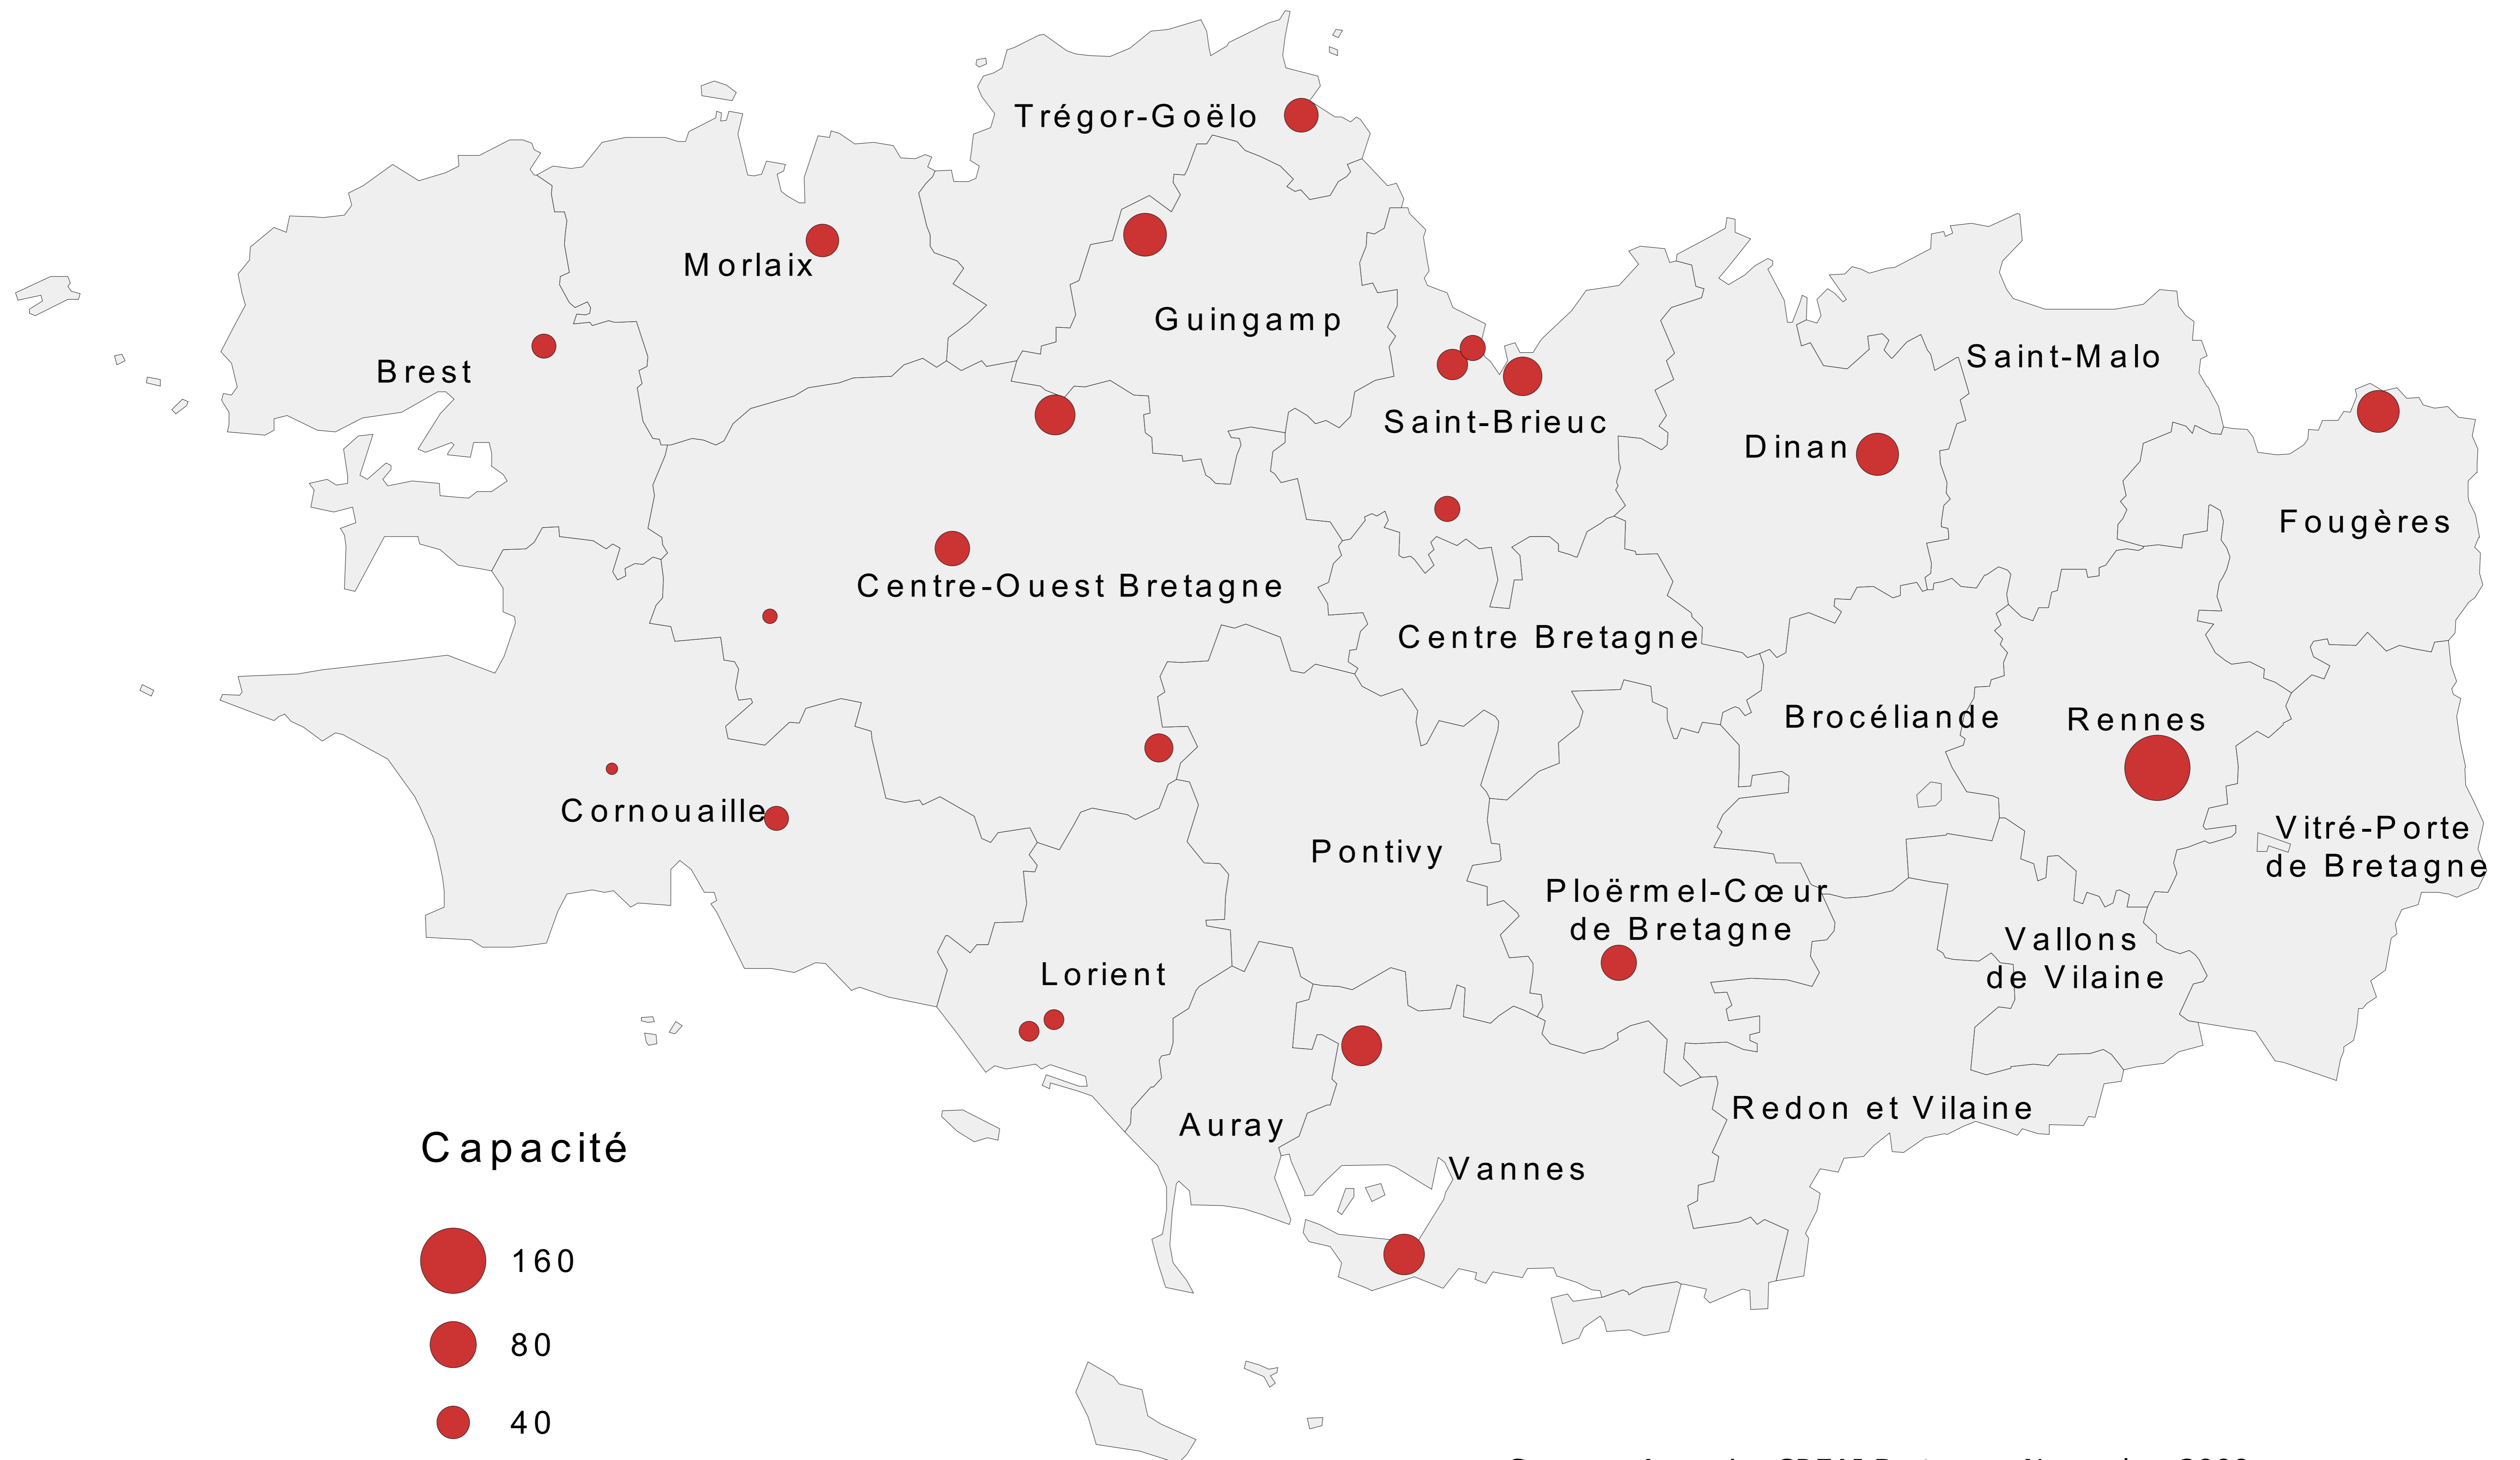 Trégor-Goëlo
Morlaix
Guingamp
Brest
Saint-Malo
Saint-Brieuc
Dinan
Fougères
Centre-Ouest Bretagne
Centre Bretagne
Brocéliande
Rennes
Cornouaille
Vitré-Porte
de Bretagne
Pontivy
Ploërmel-Cœur
de Bretagne
Vallons
de Vilaine
Lorient
Redon et Vilaine
Auray
Vannes
Capacité
160
80
40